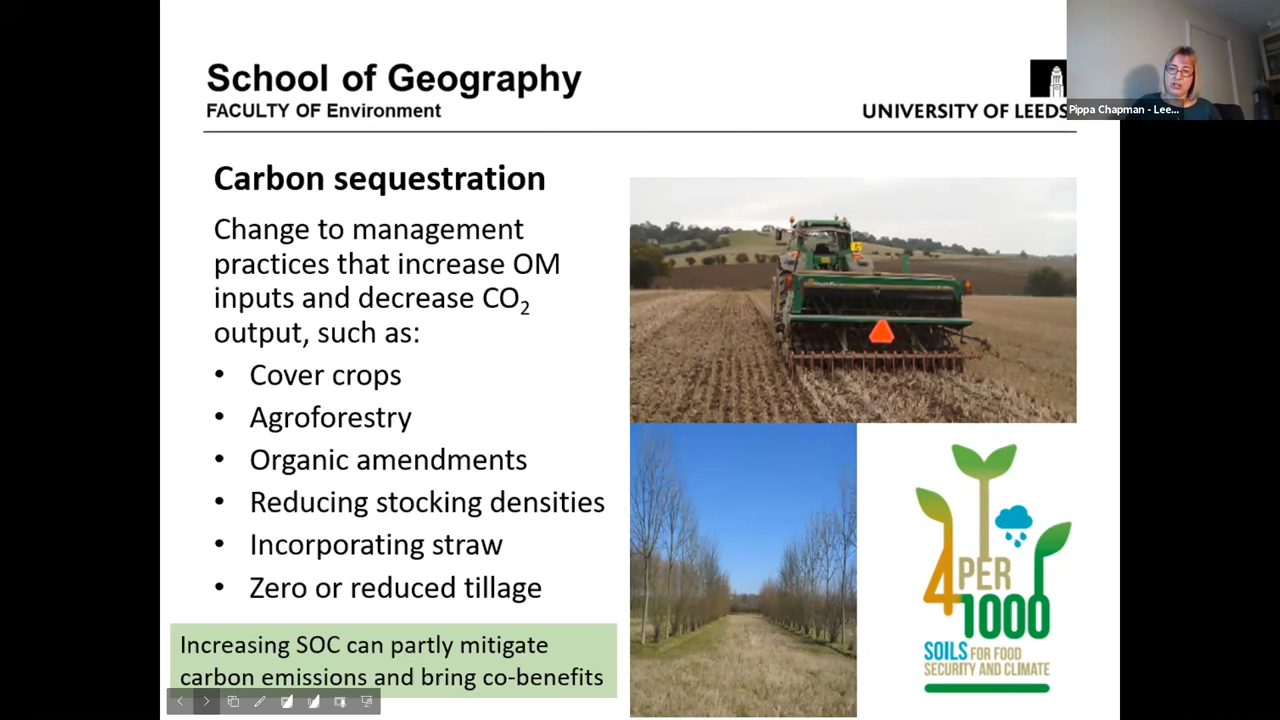 School of Geography
FACULTY OF Environment
UNIVERSITY OF LEEDS
Pippa Chapman - Lee...
Carbon sequestration
Change to management
practices that increase OM
inputs and decrease CO₂
output, such as:
• Cover crops
• Agroforestry
• Organic amendments
• Reducing stocking densities
• Incorporating straw
• Zero or reduced tillage
Increasing SOC can partly mitigate
carbon emissions and bring co-benefits
4 PER
1000
SOILS FOR FOOD
SECURITY AND CLIMATE